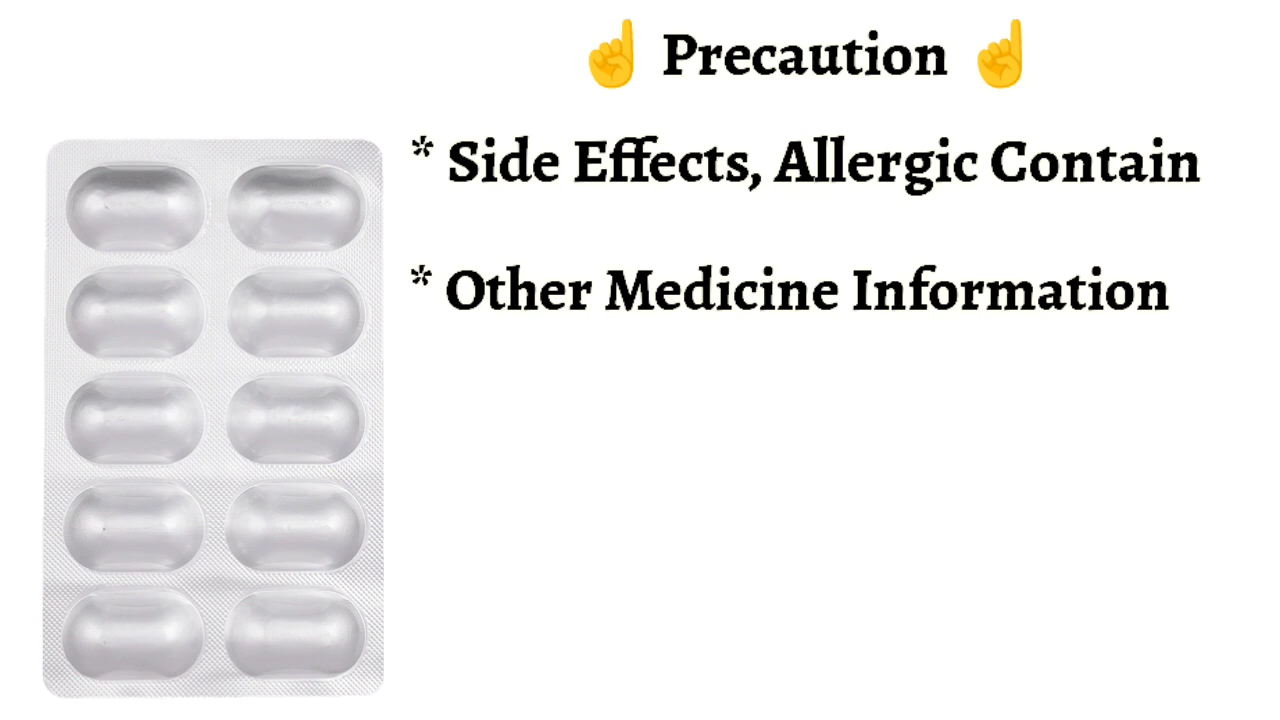 ☝ Precaution ☝
* Side Effects, Allergic Contain
* Other Medicine Information